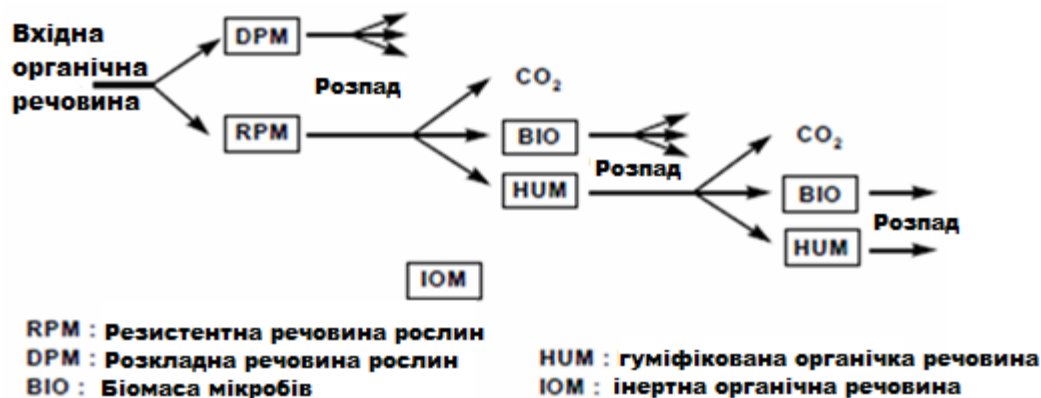 Вхідна
органічна
речовина
DPM
RPM
Розпад
CO₂
BIO
HUM
Розпад
CO₂
BIO
HUM
Розпад
IOM
RPM : Резистентна речовина рослин
DPM : Розкладна речовина рослин
BIO : Біомаса мікробів
HUM : гуміфікована органічка речовина
IOM : інертна органічна речовина